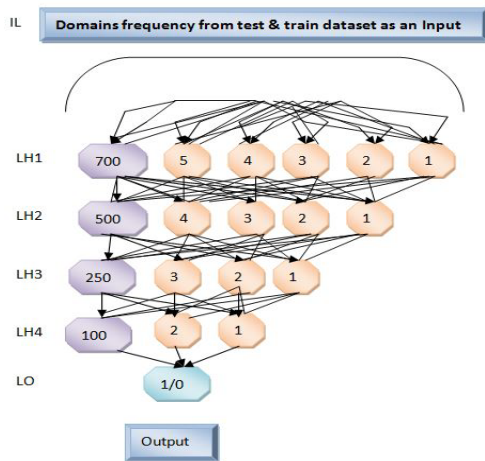 IL Domains frequency from test & train dataset as an Input
LH1 700 5 4 3 2 1
LH2 500 4 3 2 1
LH3 250 3 2 1
LH4 100 2 1
LO 1/0
Output